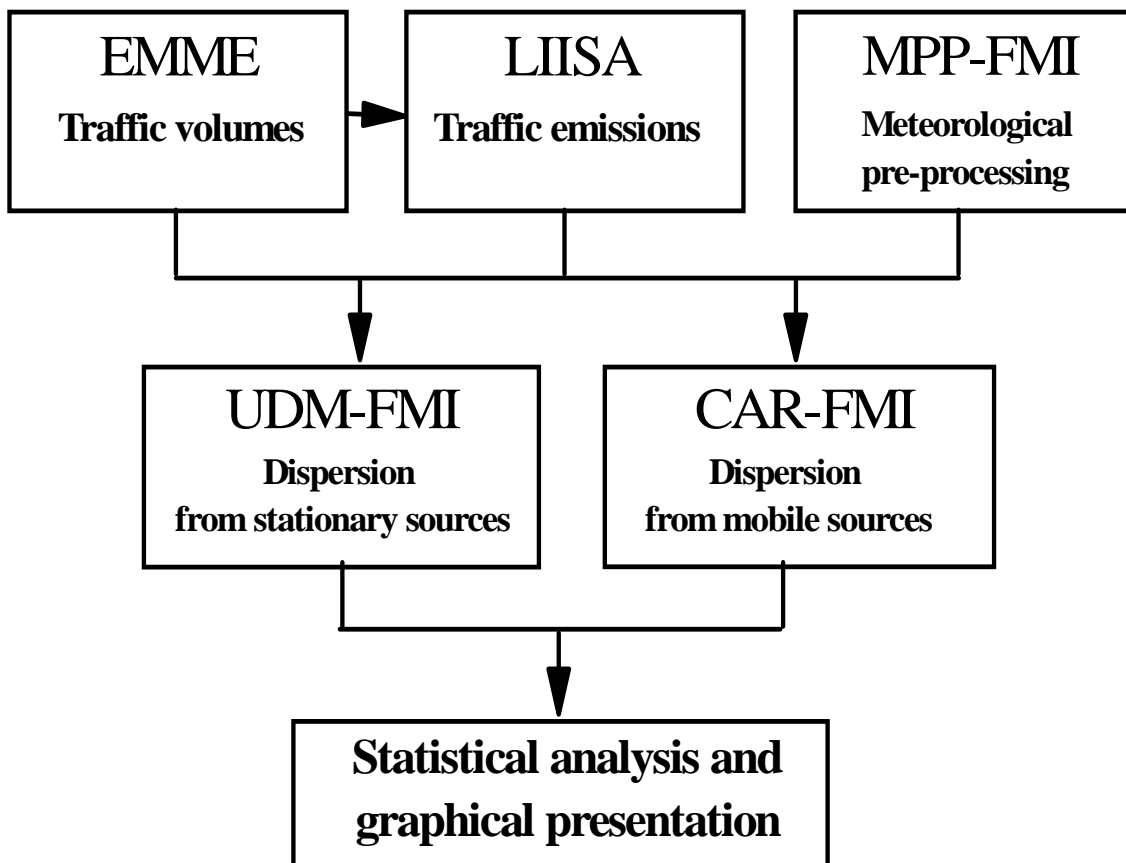 EMME
Traffic volumes
LIISA
Traffic emissions
MPP-FMI
Meteorological
pre-processing
UDM-FMI
Dispersion
from stationary sources
CAR-FMI
Dispersion
from mobile sources
Statistical analysis and
graphical presentation